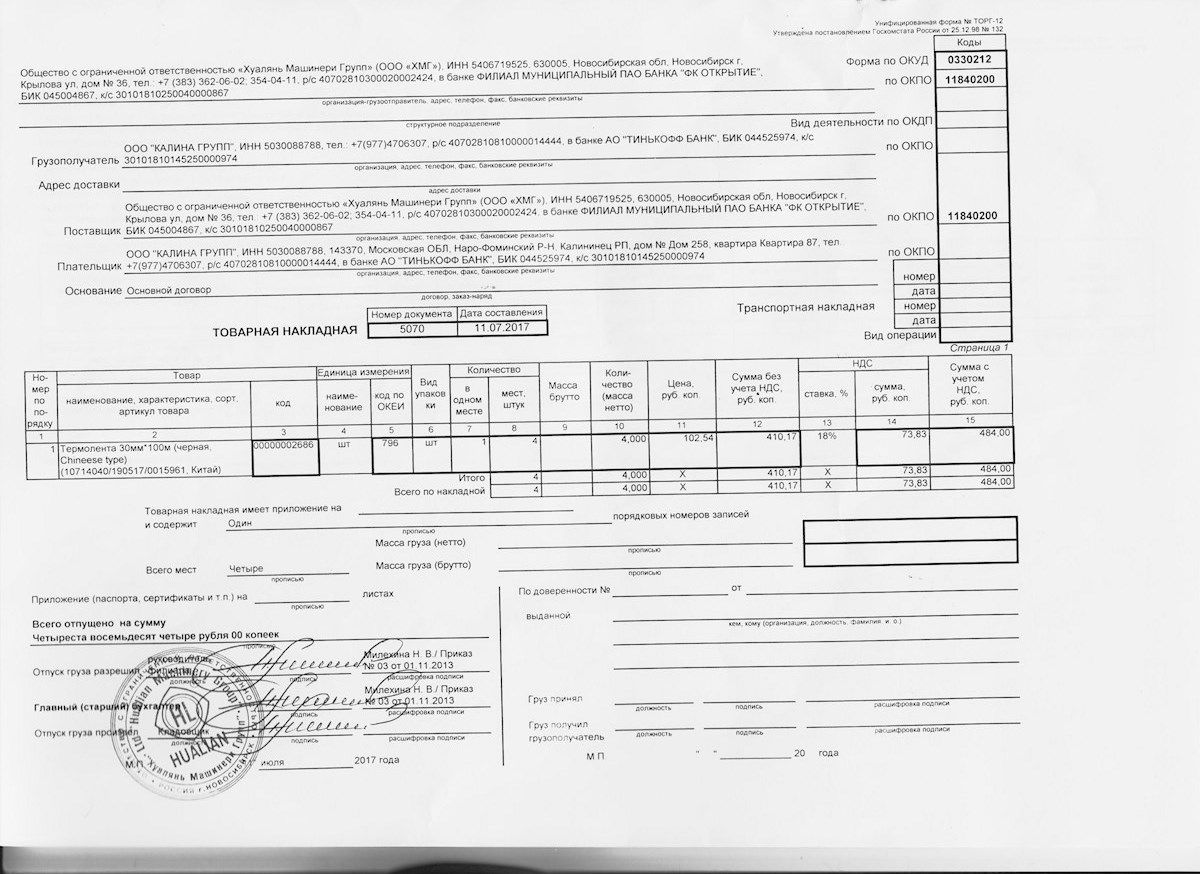 Унифицированная форма № ТОРГ-12
Утверждена постановлением Госкомстата России от 25.12.98 № 132
Коды
Форма по ОКУД 0330212
Общество с ограниченной ответственностью «Хуалянь Машинери Групп» (ООО «ХМГ»), ИНН 5406719525, 630005, Новосибирская обл, Новосибирск г,
Крылова ул, дом № 36, тел.: +7 (383) 362-06-02; 354-04-11, р/с 40702810300020002424, в банке ФИЛИАЛ МУНИЦИПАЛЬНЫЙ ПАО БАНКА "ФК ОТКРЫТИЕ",
БИК 045004867, к/с 30101810250040000867
по ОКПО 11840200
организация-грузоотправитель, адрес, телефон, факс, банковские реквизиты
структурное подразделение
Вид деятельности по ОКДП
ООО "КАЛИНА ГРУПП", ИНН 5030088788, тел.: +7(977)4706307, р/с 40702810810000014444, в банке АО "ТИНЬКОФФ БАНК", БИК 044525974, к/с
Грузополучатель 30101810145250000974
по ОКПО
организация, адрес, телефон, факс, банковские реквизиты
Адрес доставки
адрес доставки
Общество с ограниченной ответственностью «Хуалянь Машинери Групп» (ООО «ХМГ»), ИНН 5406719525, 630005, Новосибирская обл, Новосибирск г,
Крылова ул, дом № 36, тел.: +7 (383) 362-06-02; 354-04-11, р/с 40702810300020002424, в банке ФИЛИАЛ МУНИЦИПАЛЬНЫЙ ПАО БАНКА "ФК ОТКРЫТИЕ",
Поставщик БИК 045004867, к/с 30101810250040000867
по ОКПО 11840200
организация, адрес, телефон, факс, банковские реквизиты
ООО "КАЛИНА ГРУПП", ИНН 5030088788, 143370, Московская ОБЛ, Наро-Фоминский Р-Н, Калининец РП, дом № Дом 258, квартира Квартира 87, тел.:
Плательщик +7(977)4706307, р/с 40702810810000014444, в банке АО "ТИНЬКОФФ БАНК", БИК 044525974, к/с 30101810145250000974
по ОКПО
организация, адрес, телефон, факс, банковские реквизиты
Основание Основной договор
договор, заказ-наряд
номер
дата
Транспортная накладная номер
дата
Вид операции
Номер документа Дата составления
ТОВАРНАЯ НАКЛАДНАЯ 5070 11.07.2017
Страница 1
Но-мер по по-рядку Товар Единица измерения Вид упаков ки Количество Масса брутто Коли-чество (масса нетто) Цена, руб. коп. Сумма без учета НДС, руб. коп. НДС Сумма с учетом НДС, руб. коп.
наименование, характеристика, сорт, артикул товара код наиме-нование код по ОКЕИ в одном месте мест, штук ставка, % сумма, руб. коп.
1 2 3 4 5 6 7 8 9 10 11 12 13 14 15
1 Термолента 30мм*100м (черная, 00000002686 шт 796 шт 1 4 4,000 102,54 410,17 18% 73,83 484,00
Chineese type)
(10714040/190517/0015961, Китай)
Итого 4 4,000 X 410,17 X 73,83 484,00
Всего по накладной 4 4,000 X 410,17 X 73,83 484,00
Товарная накладная имеет приложение на
и содержит Один порядковых номеров записей
прописью
Масса груза (нетто)
прописью
Всего мест Четыре Масса груза (брутто)
прописью прописью
Приложение (паспорта, сертификаты и т.п.) на листах
прописью
Всего отпущено на сумму
Четыреста восемьдесят четыре рубля 00 копеек
прописью
Отпуск груза разрешил Руководитель Милехина Н. В./ Приказ
№ 03 от 01.11.2013
должность подпись расшифровка подписи
Главный (старший) бухгалтер Милехина Н. В./ Приказ
№ 03 от 01.11.2013
подпись расшифровка подписи
Отпуск груза произвел Кладовщик
должность подпись расшифровка подписи
М.П. июля 2017 года
Hualian Machinery Group
Хуалянь Машинери Групп
HL
HUALIAN
РОССИЯ г.НОВОСИБИРСК
По доверенности № от
выданной
кем, кому (организация, должность, фамилия, и. о.)
Груз принял
должность подпись расшифровка подписи
Груз получил
грузополучатель
должность подпись расшифровка подписи
М.П. " " 20 года